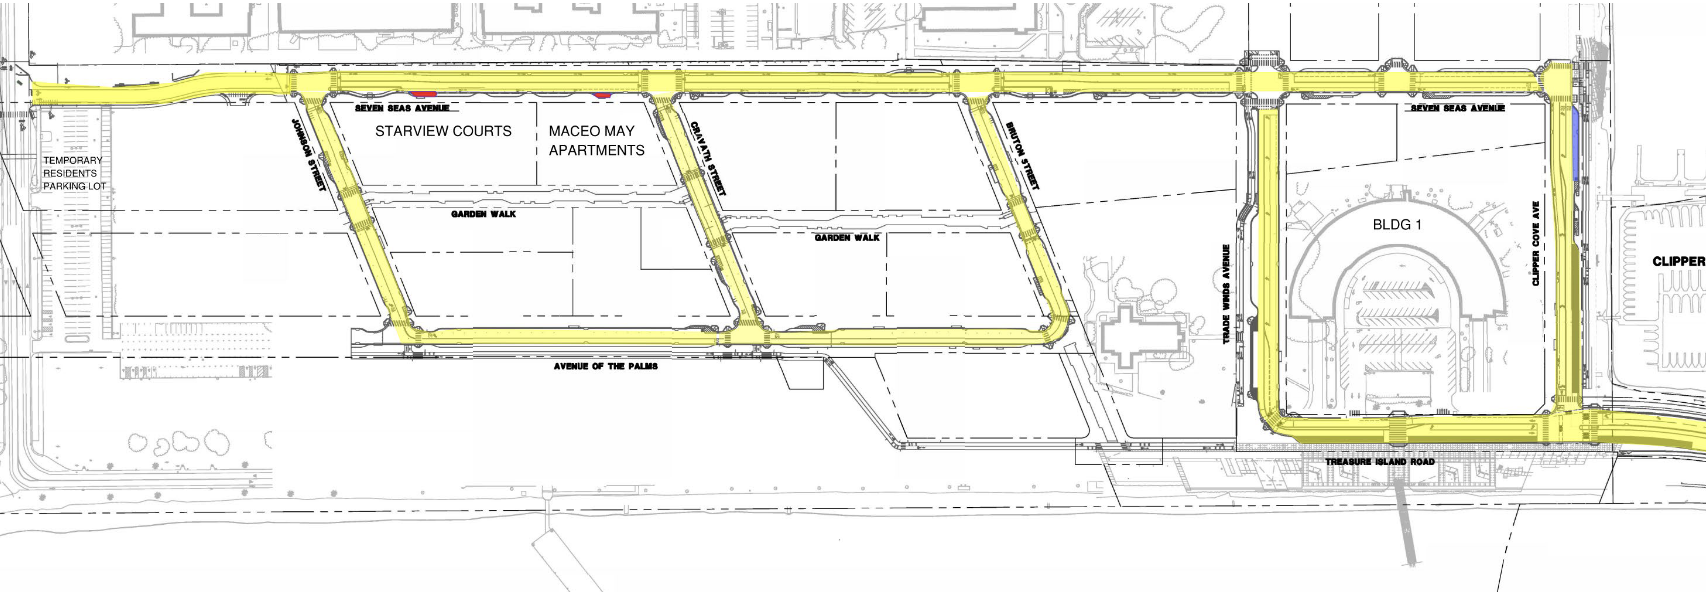 SEVEN SEAS AVENUE
SEVEN SEAS AVENUE
STARVIEW COURTS
MACEO MAY
APARTMENTS
JOHNSON STREET
CRAVATH STREET
BRUTON STREET
TEMPORARY
RESIDENTS
PARKING LOT
GARDEN WALK
GARDEN WALK
BLDG 1
TRADE WINDS AVENUE
CLIPPER COVE AVE
CLIPPER
AVENUE OF THE PALMS
TREASURE ISLAND ROAD